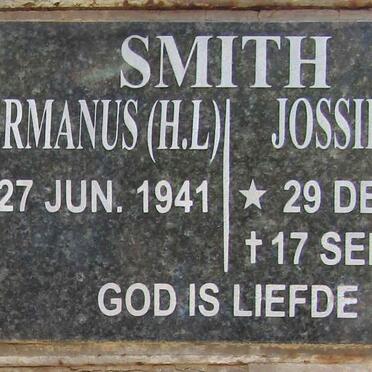 SMITH
RMANUS (H.L) JOSSI
27 JUN. 1941 ★ 29 DE
† 17 SE
GOD IS LIEFDE